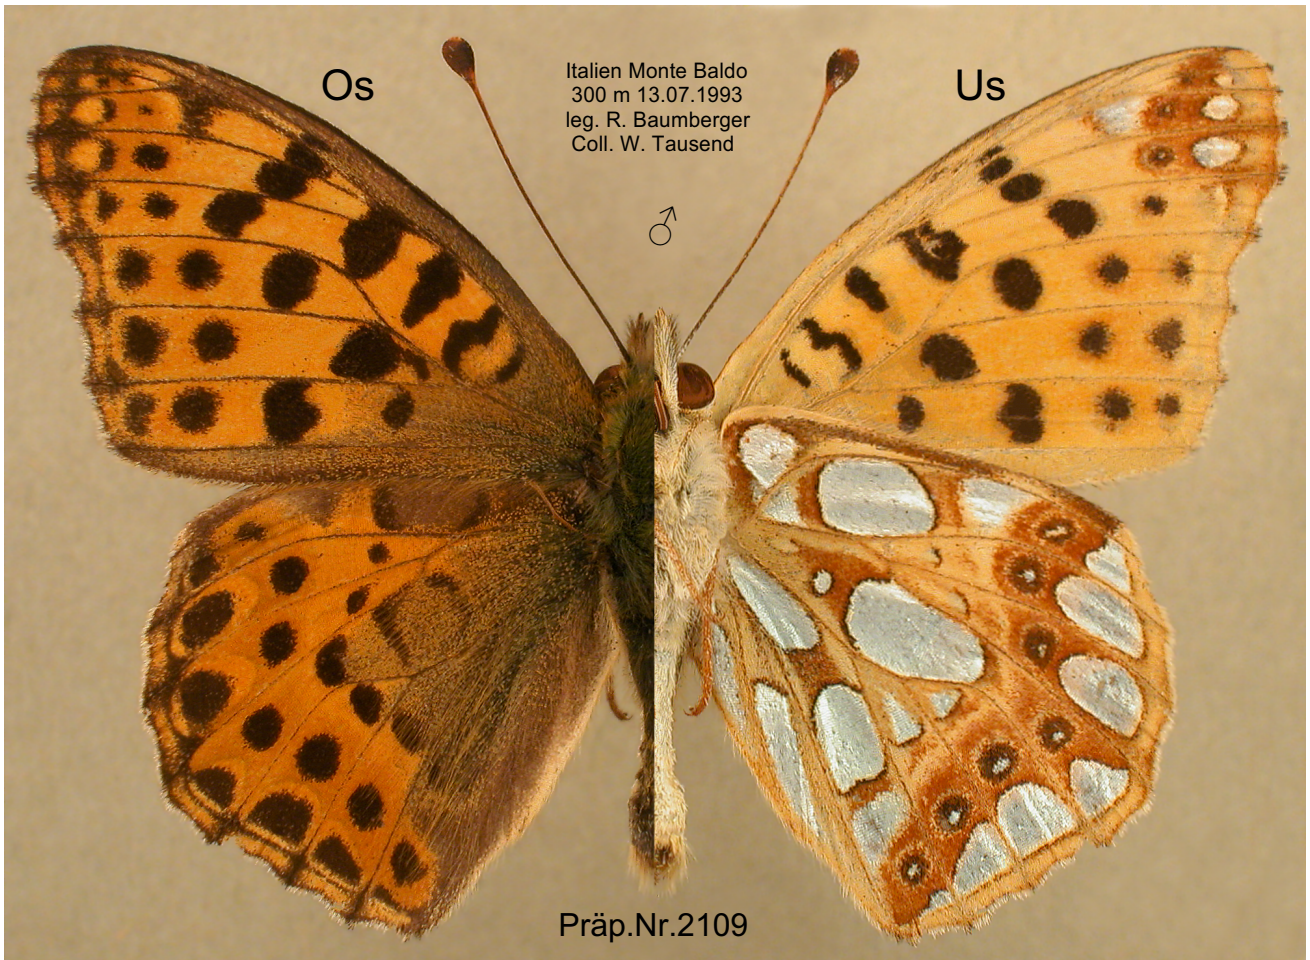 Os
Italien Monte Baldo
300 m 13.07.1993
leg. R. Baumberger
Coll. W. Tausend
♂
Us
Präp.Nr.2109